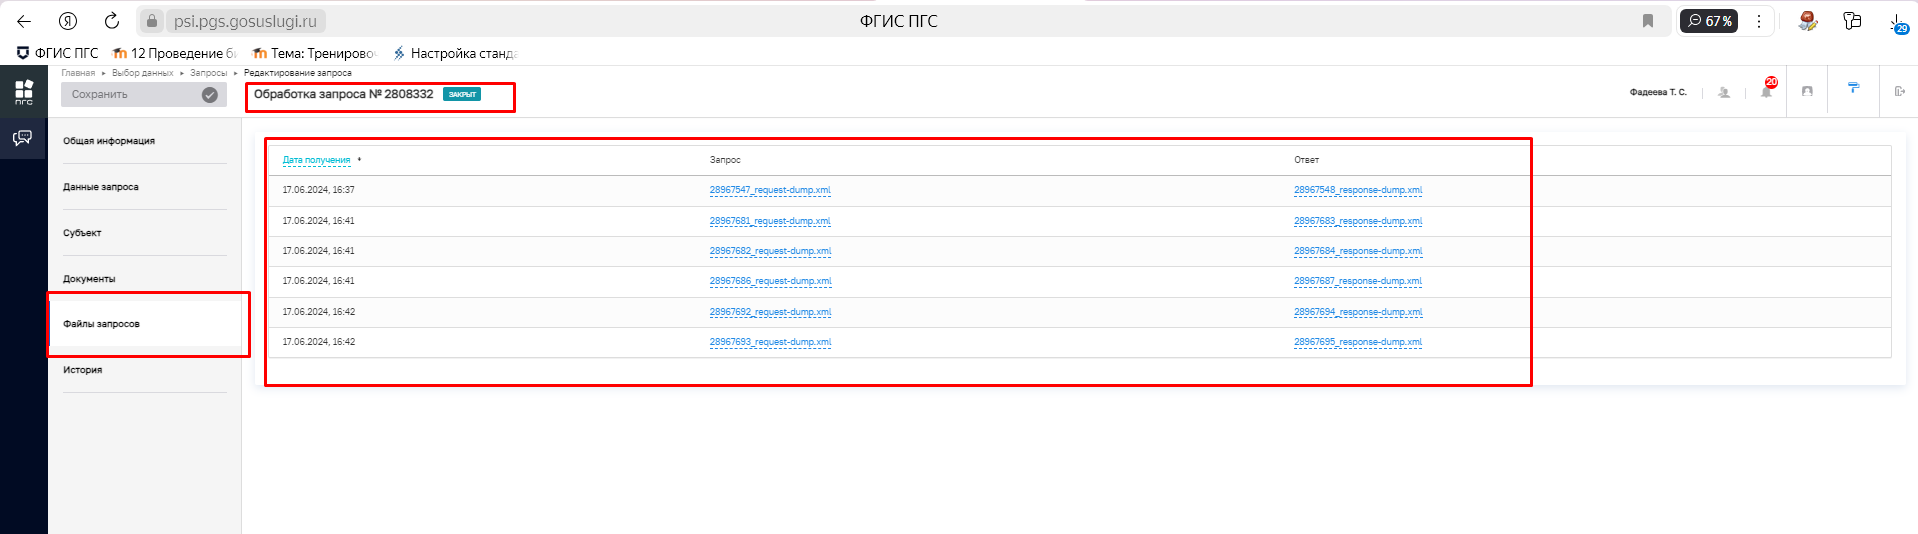 psi.pgs.gosuslugi.ru
ФГИС ПГС
67%
29
ФГИС ПГС
12 Проведение би
Тема: Тренировоч
Настройка станда
Главная ▸ Выбор данных ▸ Запросы ▸ Редактирование запроса
ПГС
Сохранить
Обработка запроса № 2808332 ЗАКРЫТ
Фадеева Т. С.
20
Общая информация
Данные запроса
Субъект
Документы
Файлы запросов
История
Дата получения Запрос Ответ
17.06.2024, 16:37 28967547_request-dump.xml 28967548_response-dump.xml
17.06.2024, 16:41 28967681_request-dump.xml 28967683_response-dump.xml
17.06.2024, 16:41 28967682_request-dump.xml 28967684_response-dump.xml
17.06.2024, 16:41 28967686_request-dump.xml 28967687_response-dump.xml
17.06.2024, 16:42 28967692_request-dump.xml 28967694_response-dump.xml
17.06.2024, 16:42 28967693_request-dump.xml 28967695_response-dump.xml